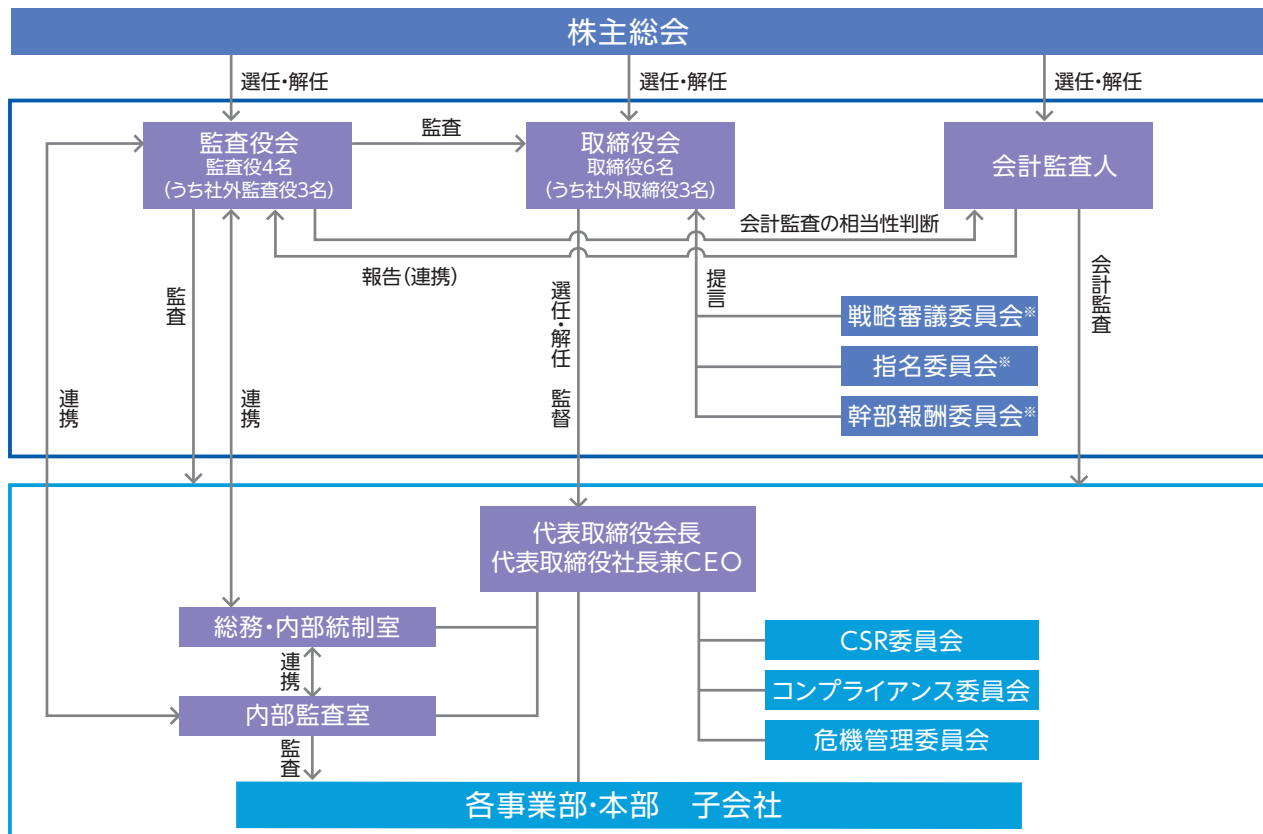 株主総会
選任・解任
選任・解任
選任・解任
監査役会
監査役4名
(うち社外監査役3名)
監査
取締役会
取締役6名
(うち社外取締役3名)
会計監査人
会計監査の相当性判断
報告(連携)
監査
選任・解任 監督
提言
会計監査
戦略審議委員会※
指名委員会※
幹部報酬委員会※
連携
連携
代表取締役会長
代表取締役社長兼CEO
総務・内部統制室
連携
内部監査室
監査
CSR委員会
コンプライアンス委員会
危機管理委員会
各事業部・本部 子会社